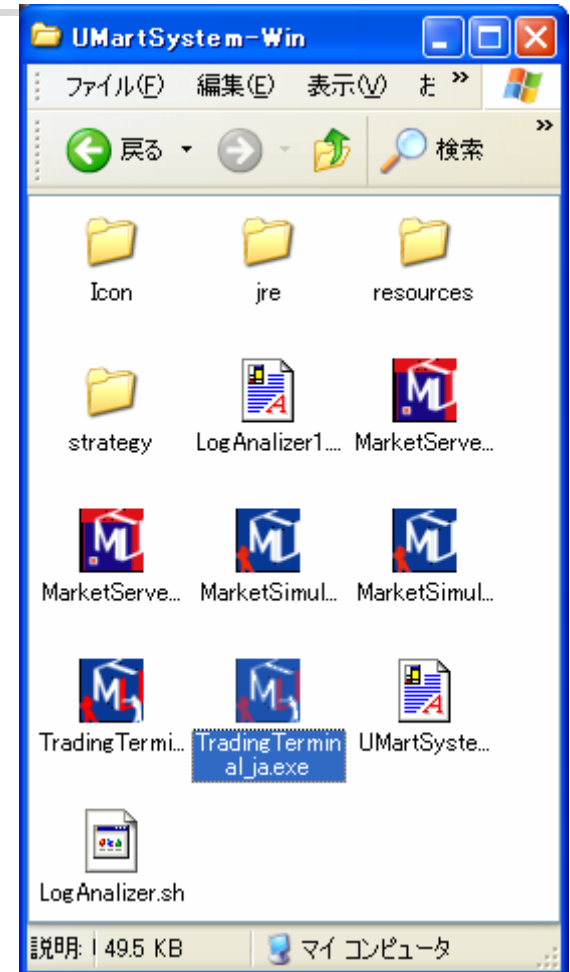 UMartSystem-Win
ファイル(F) 編集(E) 表示(V) お »
戻る 検索 »
Icon jre resources
strategy LogAnalizer1.... MarketServe...
MarketServe... MarketSimul... MarketSimul...
TradingTermi... TradingTermin UMartSyste...
al_ja.exe
LogAnalizer.sh
説明: 49.5 KB マイ コンピュータ